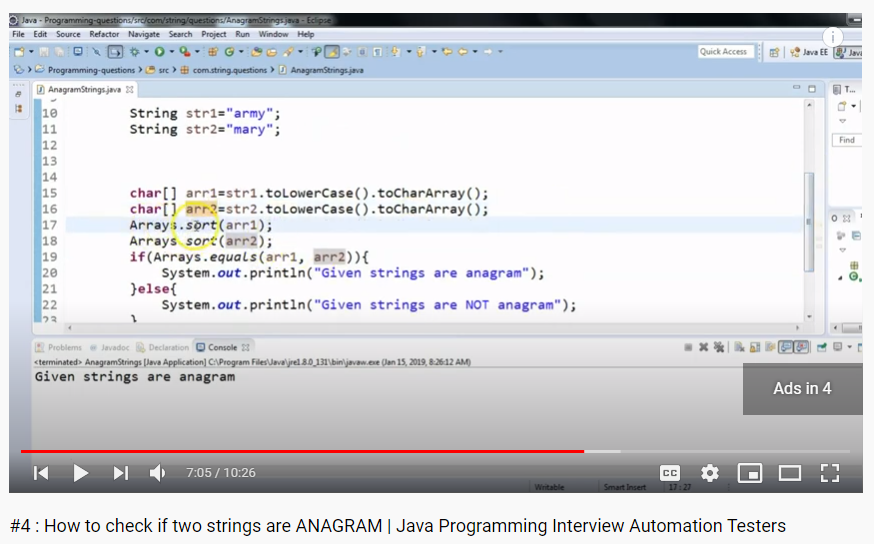 Java - Programming-questions/src/com/string/questions/AnagramStrings.java - Eclipse
File Edit Source Refactor Navigate Search Project Run Window Help
Quick Access
Java EE
Java
Programming-questions > src > com.string.questions > AnagramStrings.java
AnagramStrings.java
T...
10 String str1="army";
11 String str2="mary";
12
13
14
15 char[] arr1=str1.toLowerCase().toCharArray();
16 char[] arr2=str2.toLowerCase().toCharArray();
17 Arrays.sort(arr1);
18 Arrays.sort(arr2);
19 if(Arrays.equals(arr1, arr2)){
20 System.out.println("Given strings are anagram");
21 }else{
22 System.out.println("Given strings are NOT anagram");
23 }
Find
Problems Javadoc Declaration Console
<terminated> AnagramStrings [Java Application] C:\Program Files\Java\jre1.8.0_131\bin\javaw.exe (Jan 15, 2019, 8:26:12 AM)
Given strings are anagram
Ads in 4
7:05 / 10:26
CC
Writable Smart Insert 17 : 27
#4 : How to check if two strings are ANAGRAM | Java Programming Interview Automation Testers